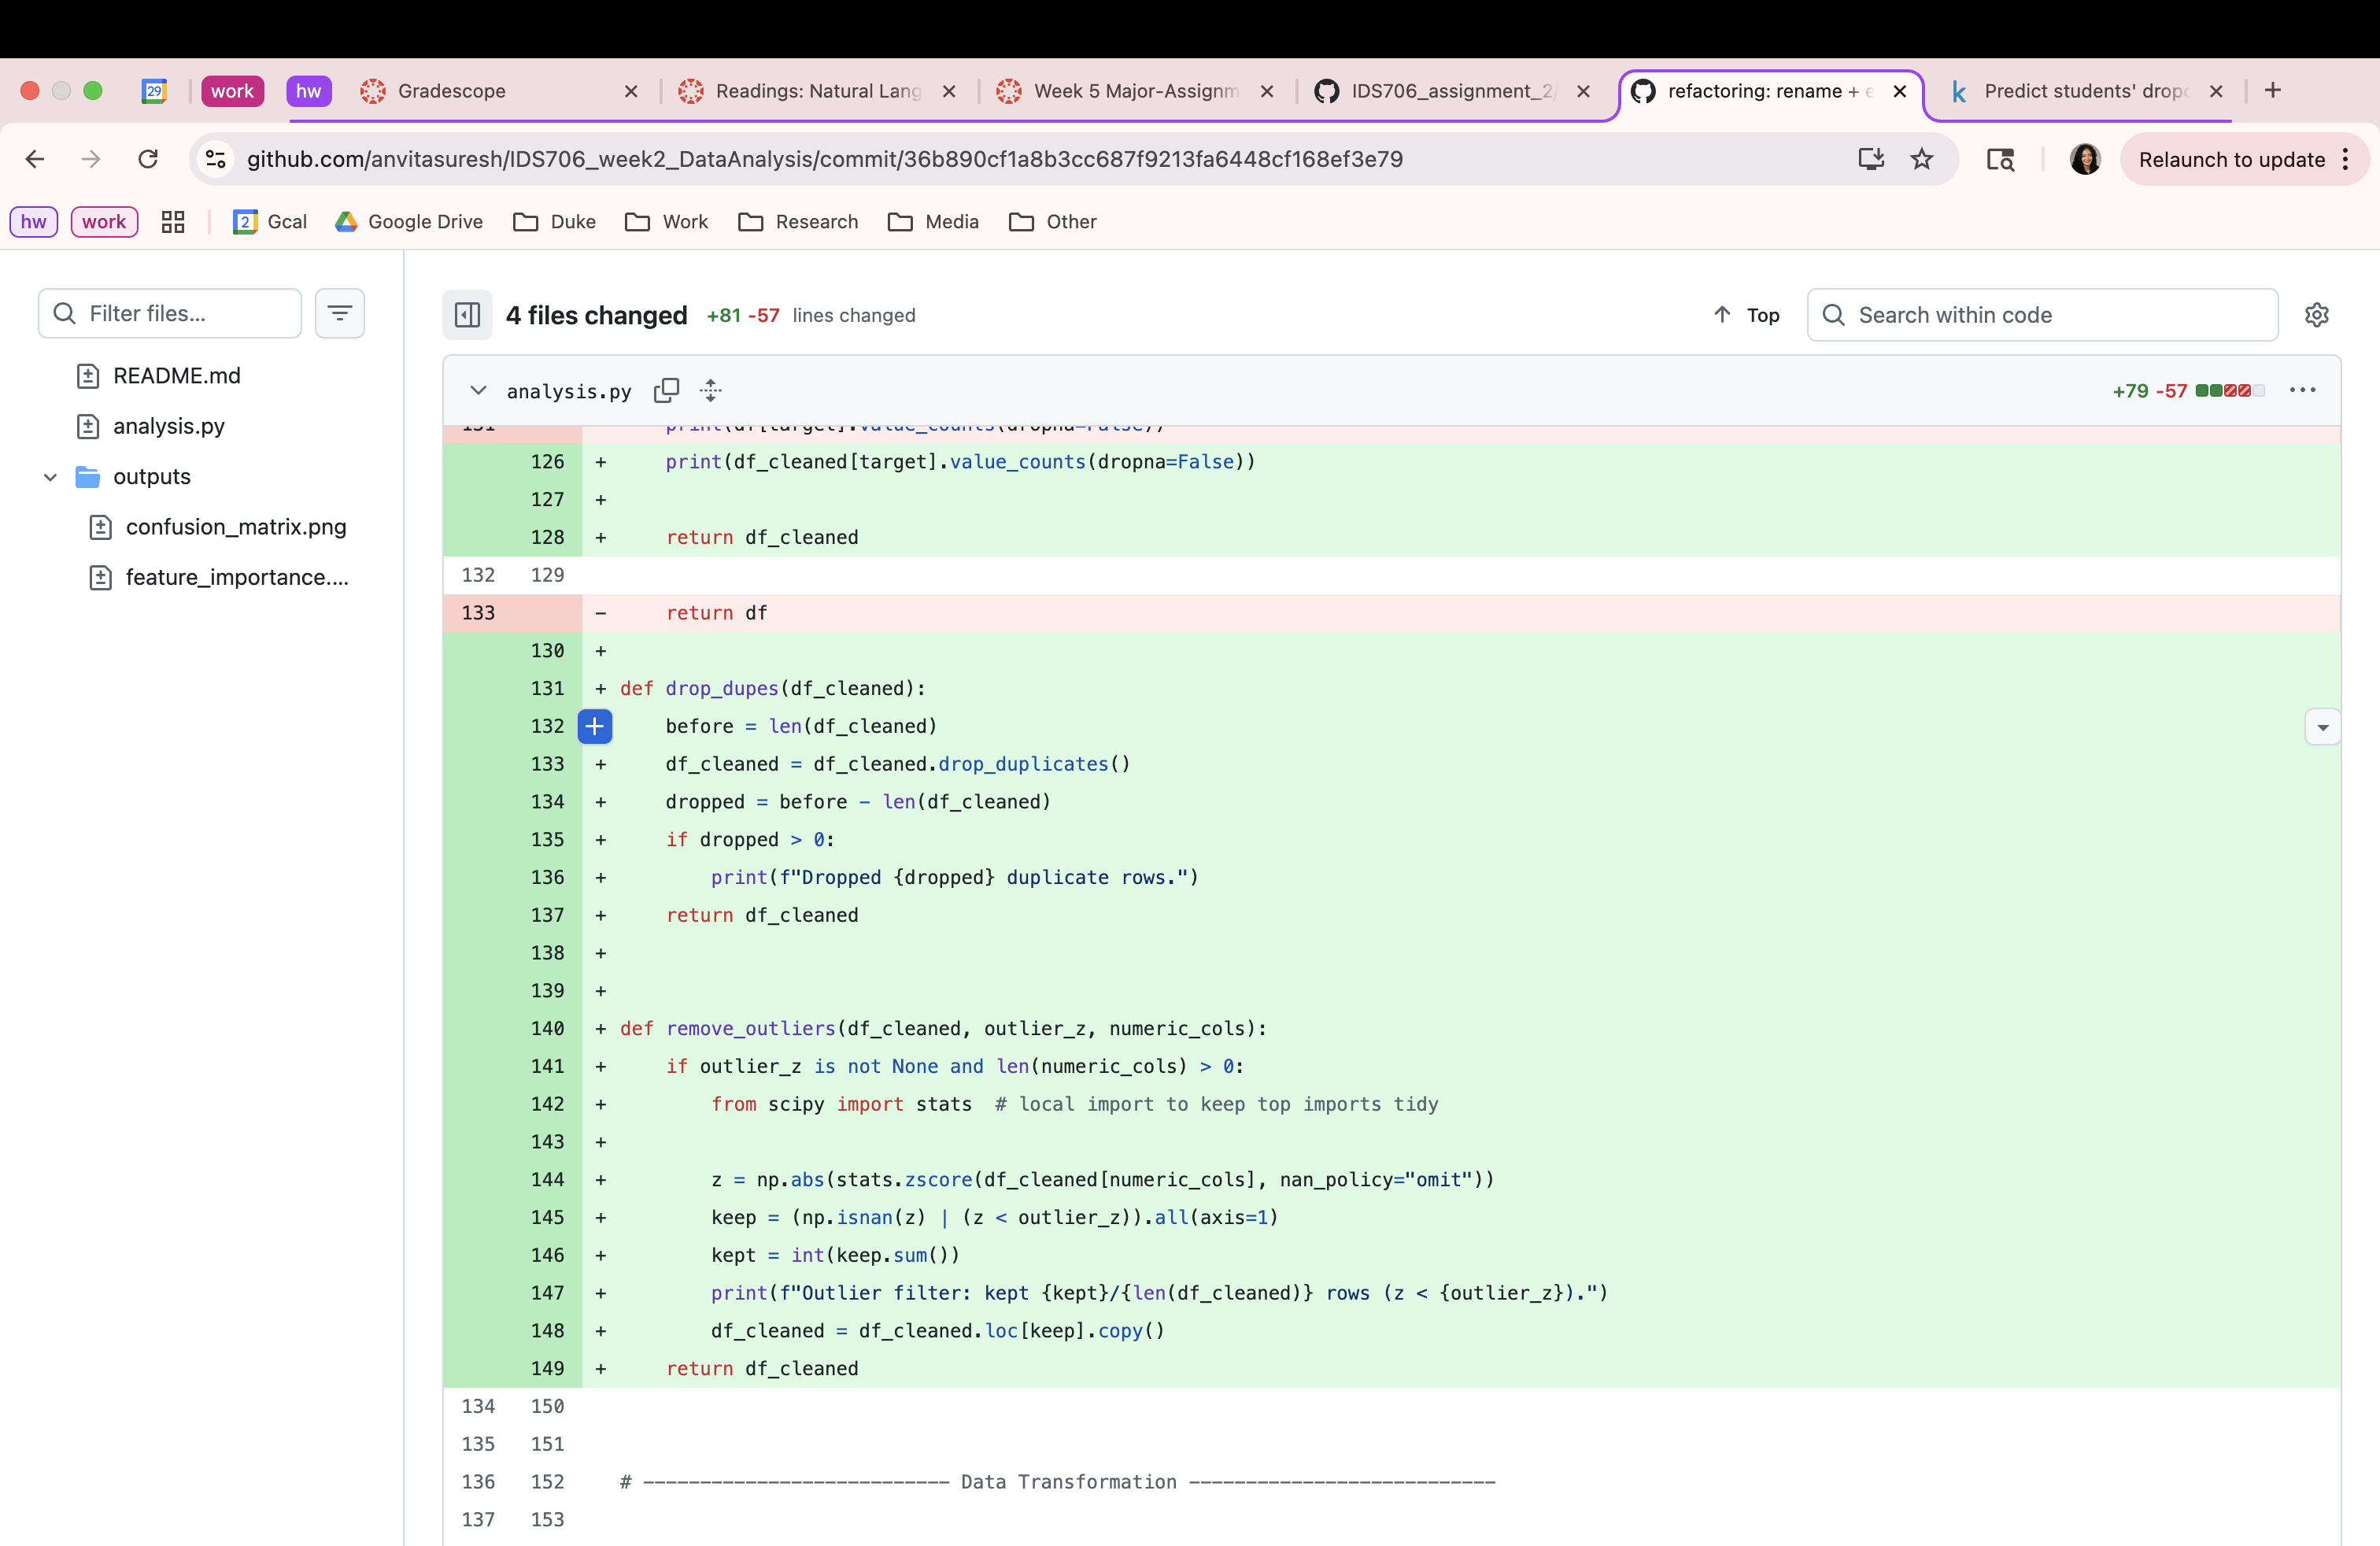 29 work hw Gradescope Readings: Natural Lang Week 5 Major-Assignm IDS706_assignment_2 refactoring: rename + e Predict students' drop
github.com/anvitasuresh/IDS706_week2_DataAnalysis/commit/36b890cf1a8b3cc687f9213fa6448cf168ef3e79 Relaunch to update
hw work 2 Gcal Google Drive Duke Work Research Media Other
Filter files...
README.md
analysis.py
outputs
confusion_matrix.png
feature_importance....
4 files changed +81 -57 lines changed Top Search within code
analysis.py +79 -57
131 print(df[target].value_counts(dropna=False))
126 + print(df_cleaned[target].value_counts(dropna=False))
127 +
128 + return df_cleaned
132 129
133 - return df
130 +
131 + def drop_dupes(df_cleaned):
132 + before = len(df_cleaned)
133 + df_cleaned = df_cleaned.drop_duplicates()
134 + dropped = before - len(df_cleaned)
135 + if dropped > 0:
136 + print(f"Dropped {dropped} duplicate rows.")
137 + return df_cleaned
138 +
139 +
140 + def remove_outliers(df_cleaned, outlier_z, numeric_cols):
141 + if outlier_z is not None and len(numeric_cols) > 0:
142 + from scipy import stats # local import to keep top imports tidy
143 +
144 + z = np.abs(stats.zscore(df_cleaned[numeric_cols], nan_policy="omit"))
145 + keep = (np.isnan(z) | (z < outlier_z)).all(axis=1)
146 + kept = int(keep.sum())
147 + print(f"Outlier filter: kept {kept}/{len(df_cleaned)} rows (z < {outlier_z}).")
148 + df_cleaned = df_cleaned.loc[keep].copy()
149 + return df_cleaned
134 150
135 151
136 152 # --------------------------- Data Transformation ---------------------------
137 153